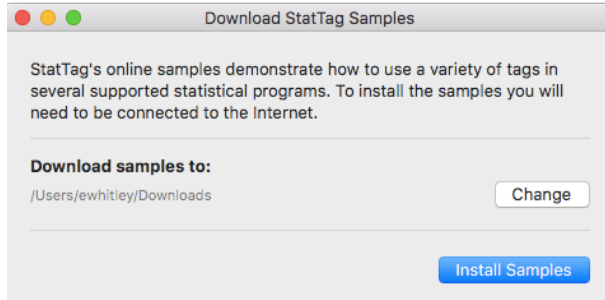 Download StatTag Samples
StatTag's online samples demonstrate how to use a variety of tags in
several supported statistical programs. To install the samples you will
need to be connected to the Internet.
Download samples to:
/Users/ewhitley/Downloads
Change
Install Samples